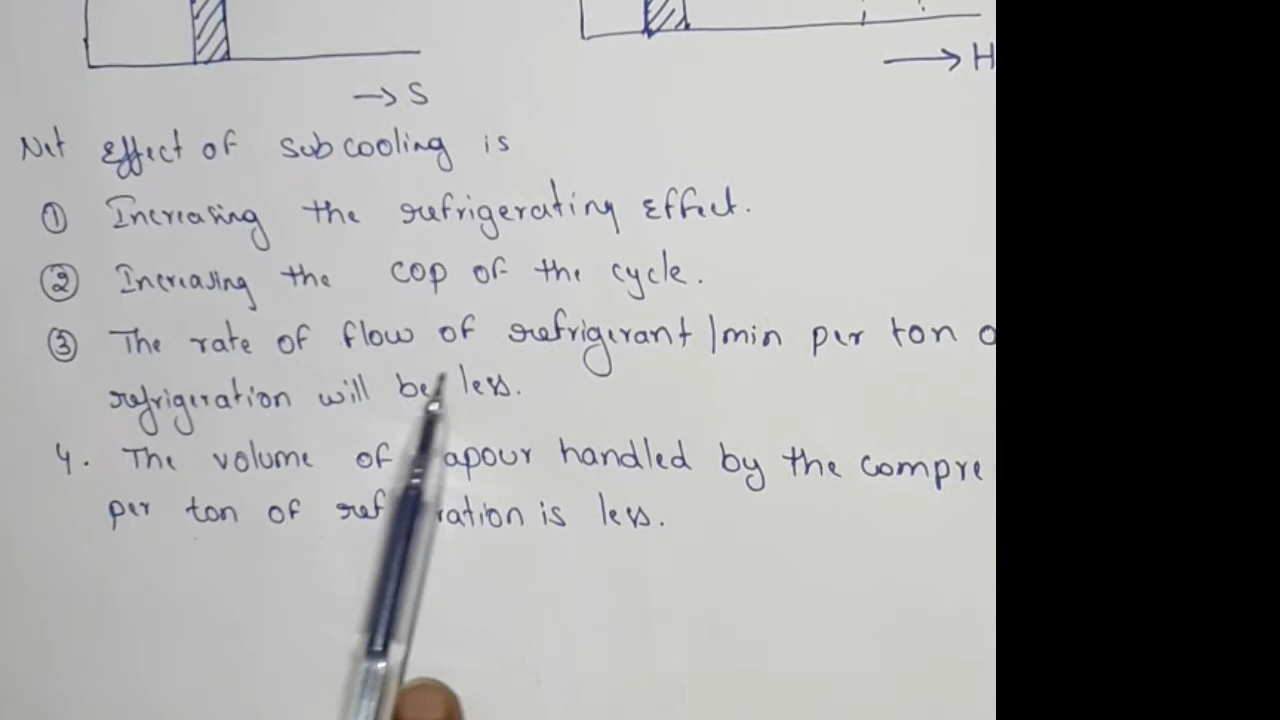 → S
→ H
Net Effect of subcooling is
① Increasing the refrigerating Effect.
② Increasing the COP of the cycle.
③ The rate of flow of refrigerant /min per ton
refrigeration will be less.
4. The volume of handled by the compre
per ton of is less.